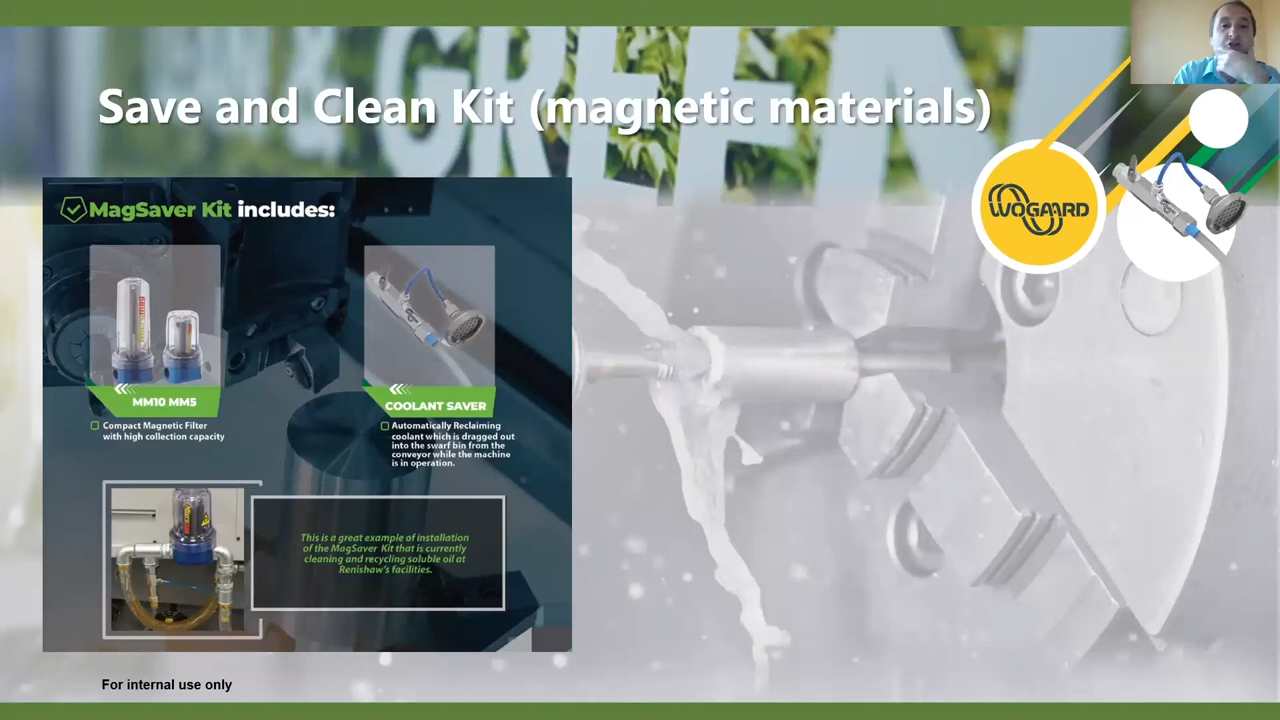 GREEN
Save and Clean Kit (magnetic materials)
WOGAARD
MagSaver Kit includes:
MM10 MM5
Compact Magnetic Filter
with high collection capacity
COOLANT SAVER
Automatically Reclaiming
coolant which is dragged out
into the swarf bin from the
conveyor while the machine
is in operation.
This is a great example of installation
of the MagSaver Kit that is currently
cleaning and recycling soluble oil at
Renishaw's facilities.
For internal use only